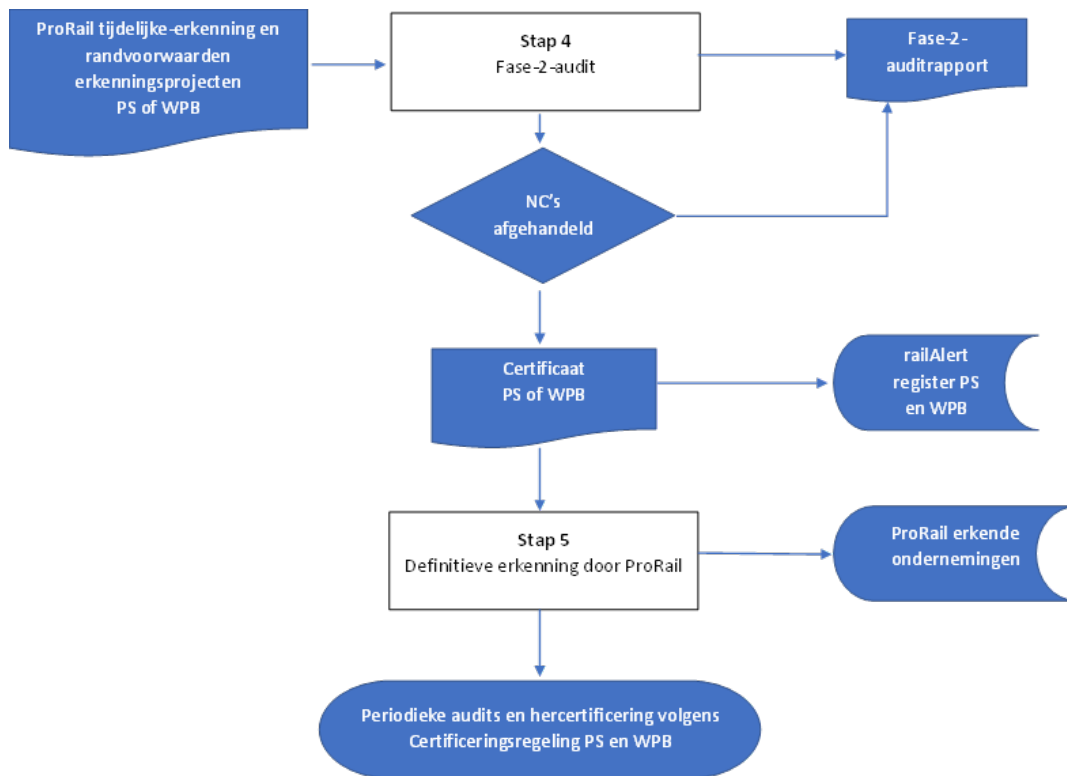 ProRail tijdelijke-erkenning en
randvoorwaarden
erkenningsprojecten
PS of WPB
Stap 4
Fase-2-audit
Fase-2-
auditrapport
NC's
afgehandeld
Certificaat
PS of WPB
railAlert
register PS
en WPB
Stap 5
Definitieve erkenning door ProRail
ProRail erkende
ondernemingen
Periodieke audits en hercertificering volgens
Certificeringsregeling PS en WPB